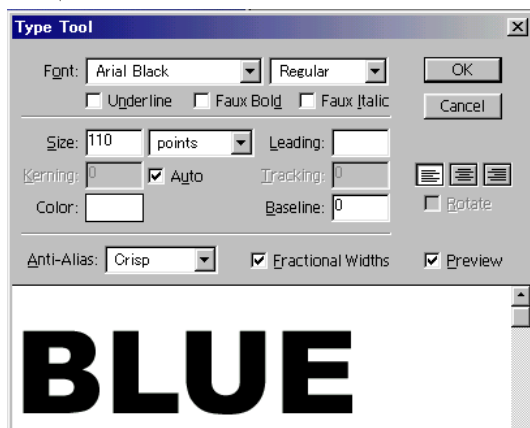 Type Tool
Font: Arial Black Regular OK
Underline Faux Bold Faux Italic Cancel
Size: 110 points Leading:
Kerning: 0 Auto Tracking: 0
Color: Baseline: 0 Rotate
Anti-Alias: Crisp Fractional Widths Preview
BLUE